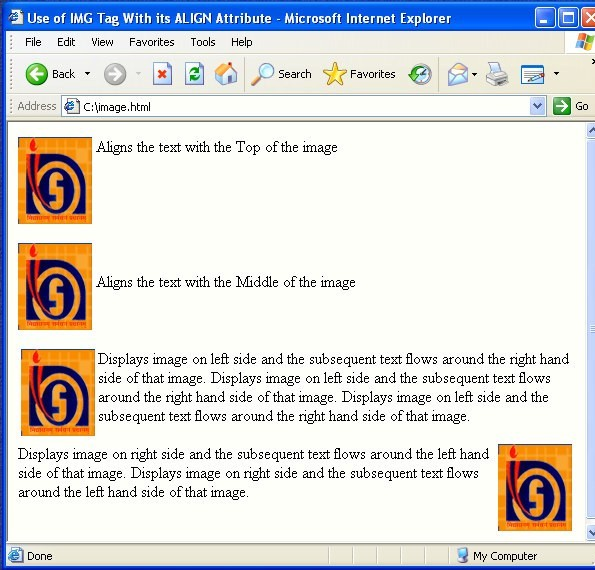 Use of IMG Tag With its ALIGN Attribute - Microsoft Internet Explorer
File Edit View Favorites Tools Help
Back Search Favorites
Address C:\image.html Go
Aligns the text with the Top of the image
Aligns the text with the Middle of the image
Displays image on left side and the subsequent text flows around the right hand
side of that image. Displays image on left side and the subsequent text flows
around the right hand side of that image. Displays image on left side and the
subsequent text flows around the right hand side of that image.
Displays image on right side and the subsequent text flows around the left hand
side of that image. Displays image on right side and the subsequent text flows
around the left hand side of that image.
Done My Computer